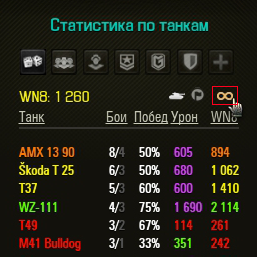 Статистика по танкам
WN8: 1 260
Танк Бои Побед Урон WN8
AMX 13 90 8/4 50% 605 894
Škoda T 25 6/3 50% 680 1 062
T37 5/3 60% 600 1 410
WZ-111 4/3 75% 1 690 2 114
T49 3/2 67% 114 261
M41 Bulldog 3/1 33% 351 242